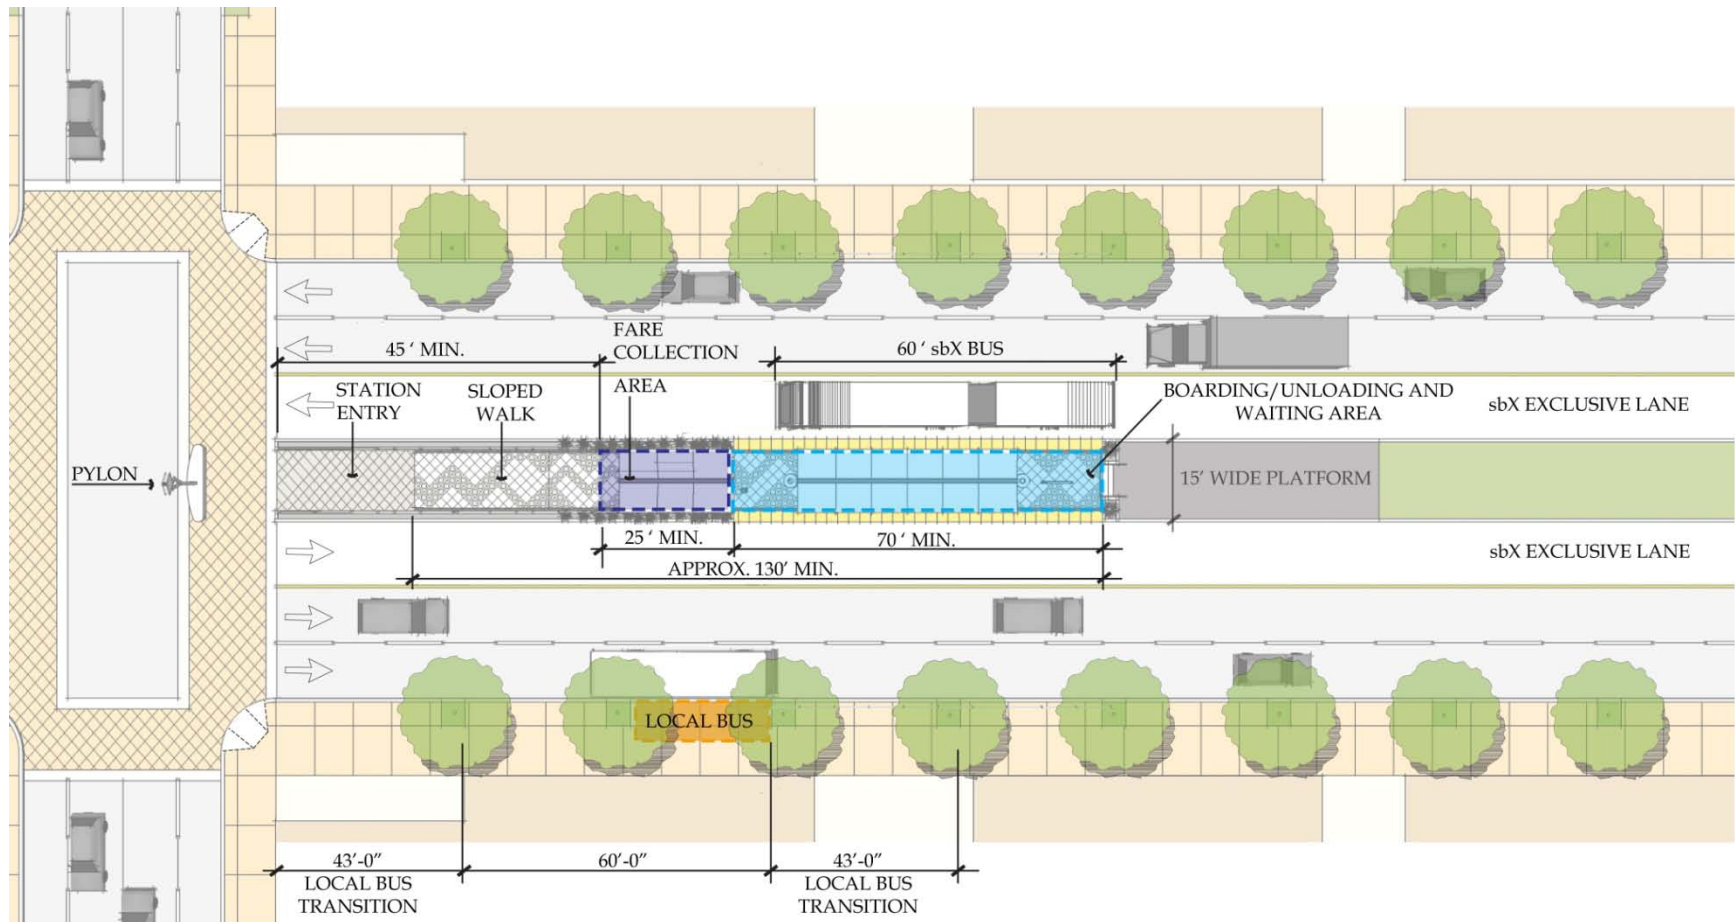 FARE
COLLECTION
AREA
45 ‘ MIN.
60 ‘ sbX BUS
STATION
ENTRY
SLOPED
WALK
BOARDING/UNLOADING AND
WAITING AREA
sbX EXCLUSIVE LANE
PYLON
15’ WIDE PLATFORM
25 ‘ MIN.
70 ‘ MIN.
sbX EXCLUSIVE LANE
APPROX. 130’ MIN.
LOCAL BUS
43’-0”
60’-0”
43’-0”
LOCAL BUS
TRANSITION
LOCAL BUS
TRANSITION